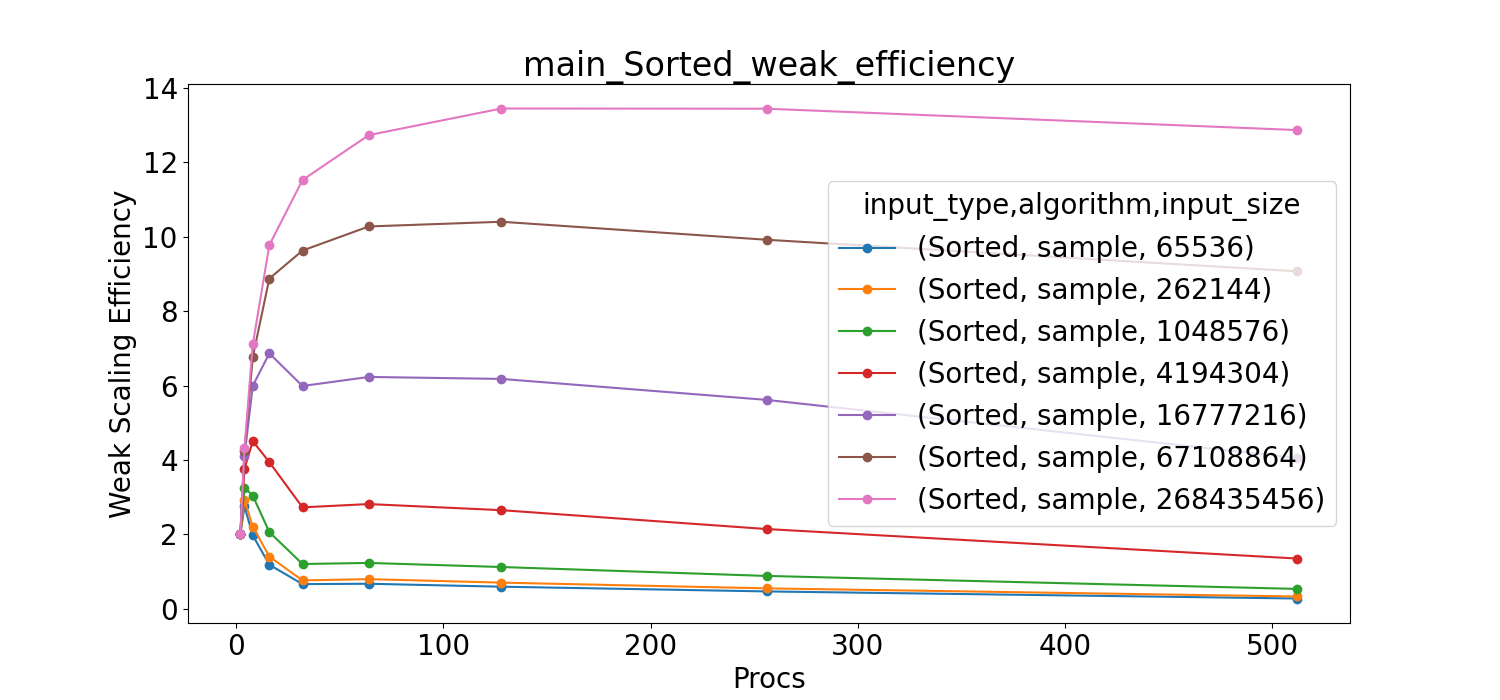 main_Sorted_weak_efficiency
Weak Scaling Efficiency
14
12
10
8
6
4
2
0
input_type,algorithm,input_size
(Sorted, sample, 65536)
(Sorted, sample, 262144)
(Sorted, sample, 1048576)
(Sorted, sample, 4194304)
(Sorted, sample, 16777216)
(Sorted, sample, 67108864)
(Sorted, sample, 268435456)
0 100 200 300 400 500
Procs